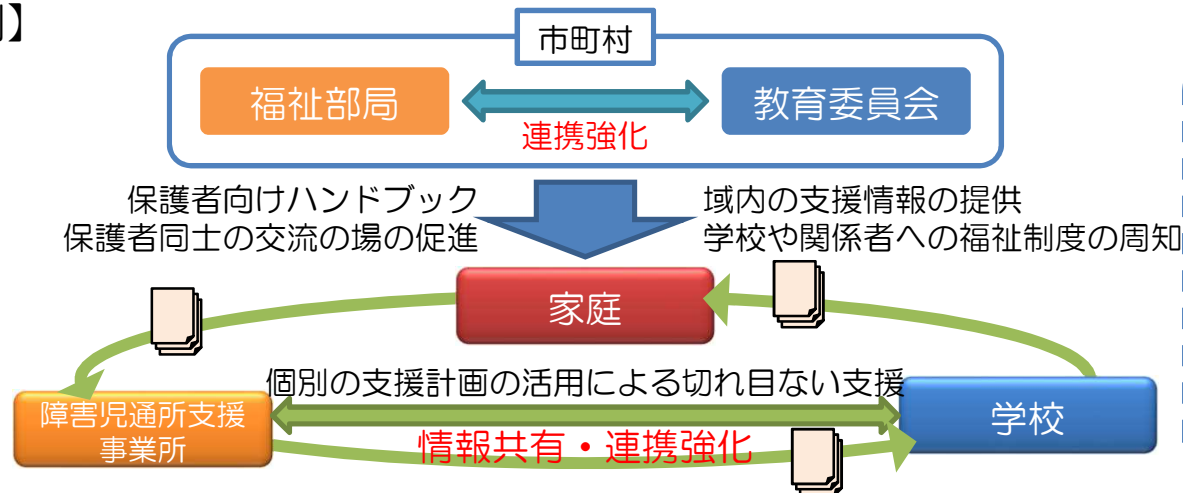 】
市町村
福祉部局
教育委員会
連携強化
保護者向けハンドブック
保護者同士の交流の場の促進
域内の支援情報の提供
学校や関係者への福祉制度の周知
家庭
個別の支援計画の活用による切れ目ない支援
障害児通所支援
事業所
学校
情報共有・連携強化